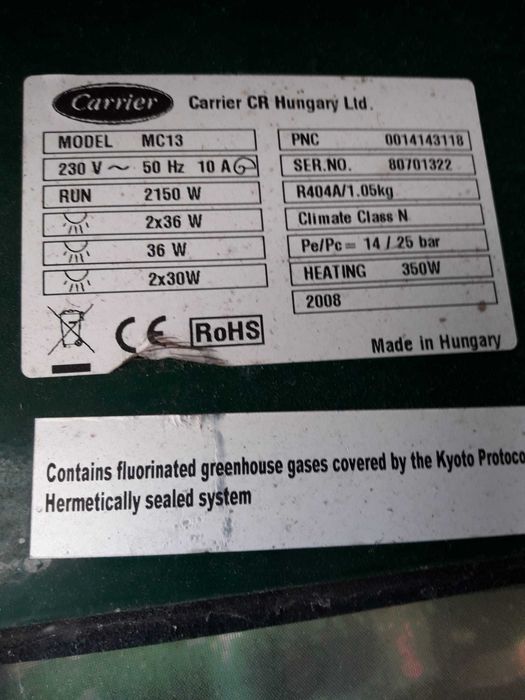 Carrier
Carrier CR Hungary Ltd.
MODEL MC13
230 V ~ 50 Hz 10 A
RUN 2150 W
2x36 W
36 W
2x30W
PNC 0014143118
SER.NO. 80701322
R404A/1.05kg
Climate Class N
Pe/Pc= 14 / 25 bar
HEATING 350W
2008
CE
RoHS
Made in Hungary
Contains fluorinated greenhouse gases covered by the Kyoto Protoco
Hermetically sealed system